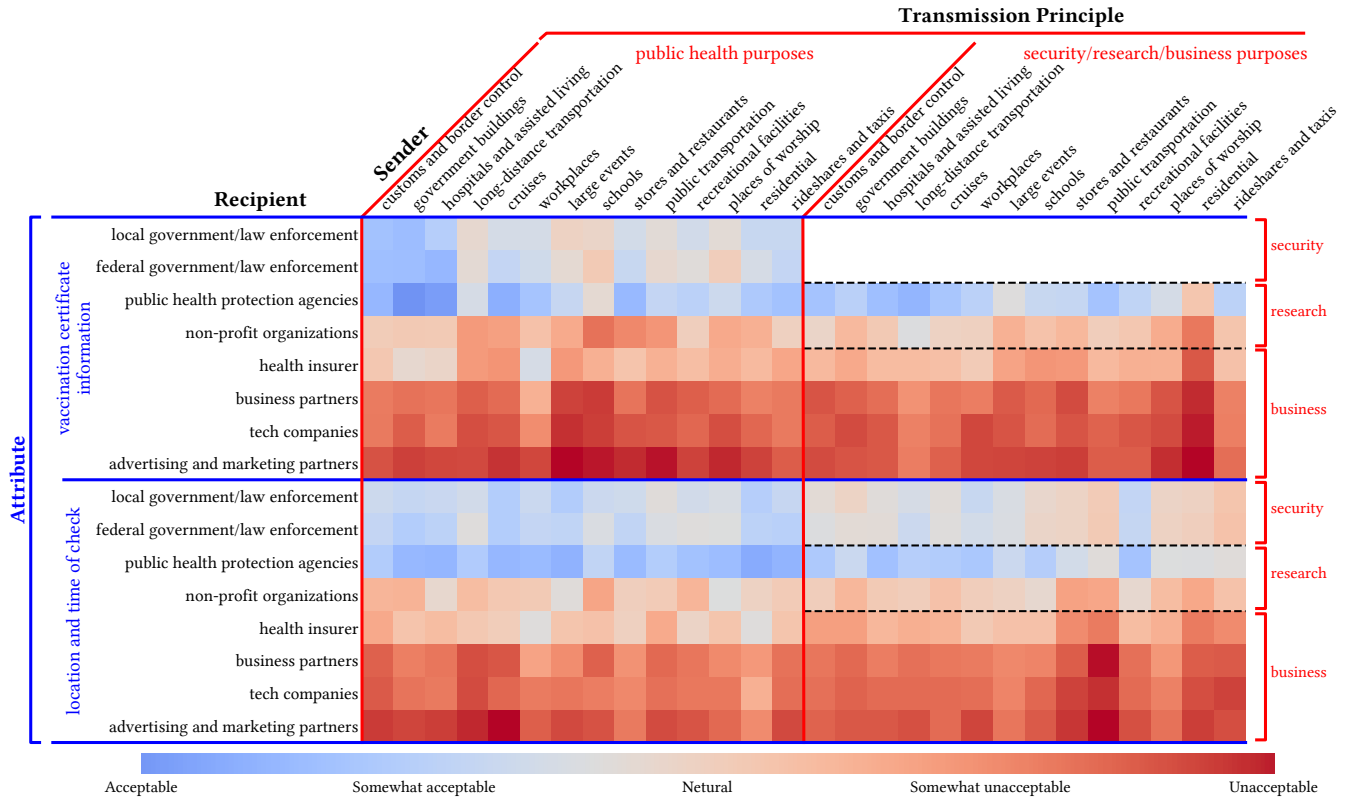 Transmission Principle
public health purposes
security/research/business purposes
Sender
customs and border control
government buildings
hospitals and assisted living
long-distance transportation
cruises
workplaces
large events
schools
stores and restaurants
public transportation
recreational facilities
places of worship
residential
rideshares and taxis
customs and border control
government buildings
hospitals and assisted living
long-distance transportation
cruises
workplaces
large events
schools
stores and restaurants
public transportation
recreational facilities
places of worship
residential
rideshares and taxis
Recipient
Attribute
vaccination certificate
information
local government/law enforcement
federal government/law enforcement
public health protection agencies
non-profit organizations
health insurer
business partners
tech companies
advertising and marketing partners
security
research
business
location and time of check
local government/law enforcement
federal government/law enforcement
public health protection agencies
non-profit organizations
health insurer
business partners
tech companies
advertising and marketing partners
security
research
business
Acceptable
Somewhat acceptable
Netural
Somewhat unacceptable
Unacceptable